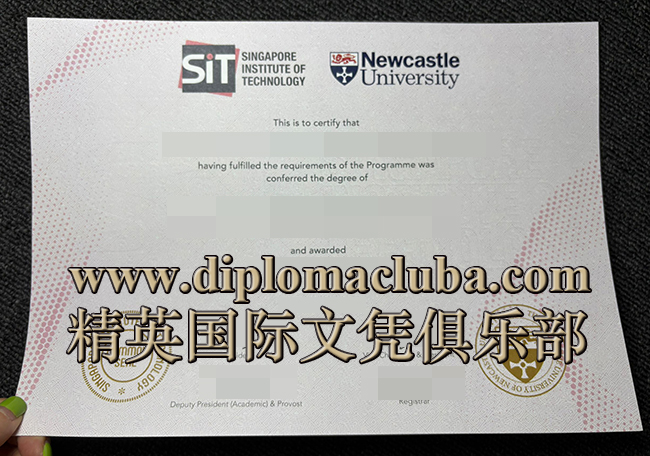 SiT SINGAPORE INSTITUTE OF TECHNOLOGY
Newcastle University
This is to certify that
having fulfilled the requirements of the Programme was
conferred the degree of
and awarded
www.diplomacluba.com
精英国际文凭俱乐部
Deputy President (Academic) & Provost
Registrar